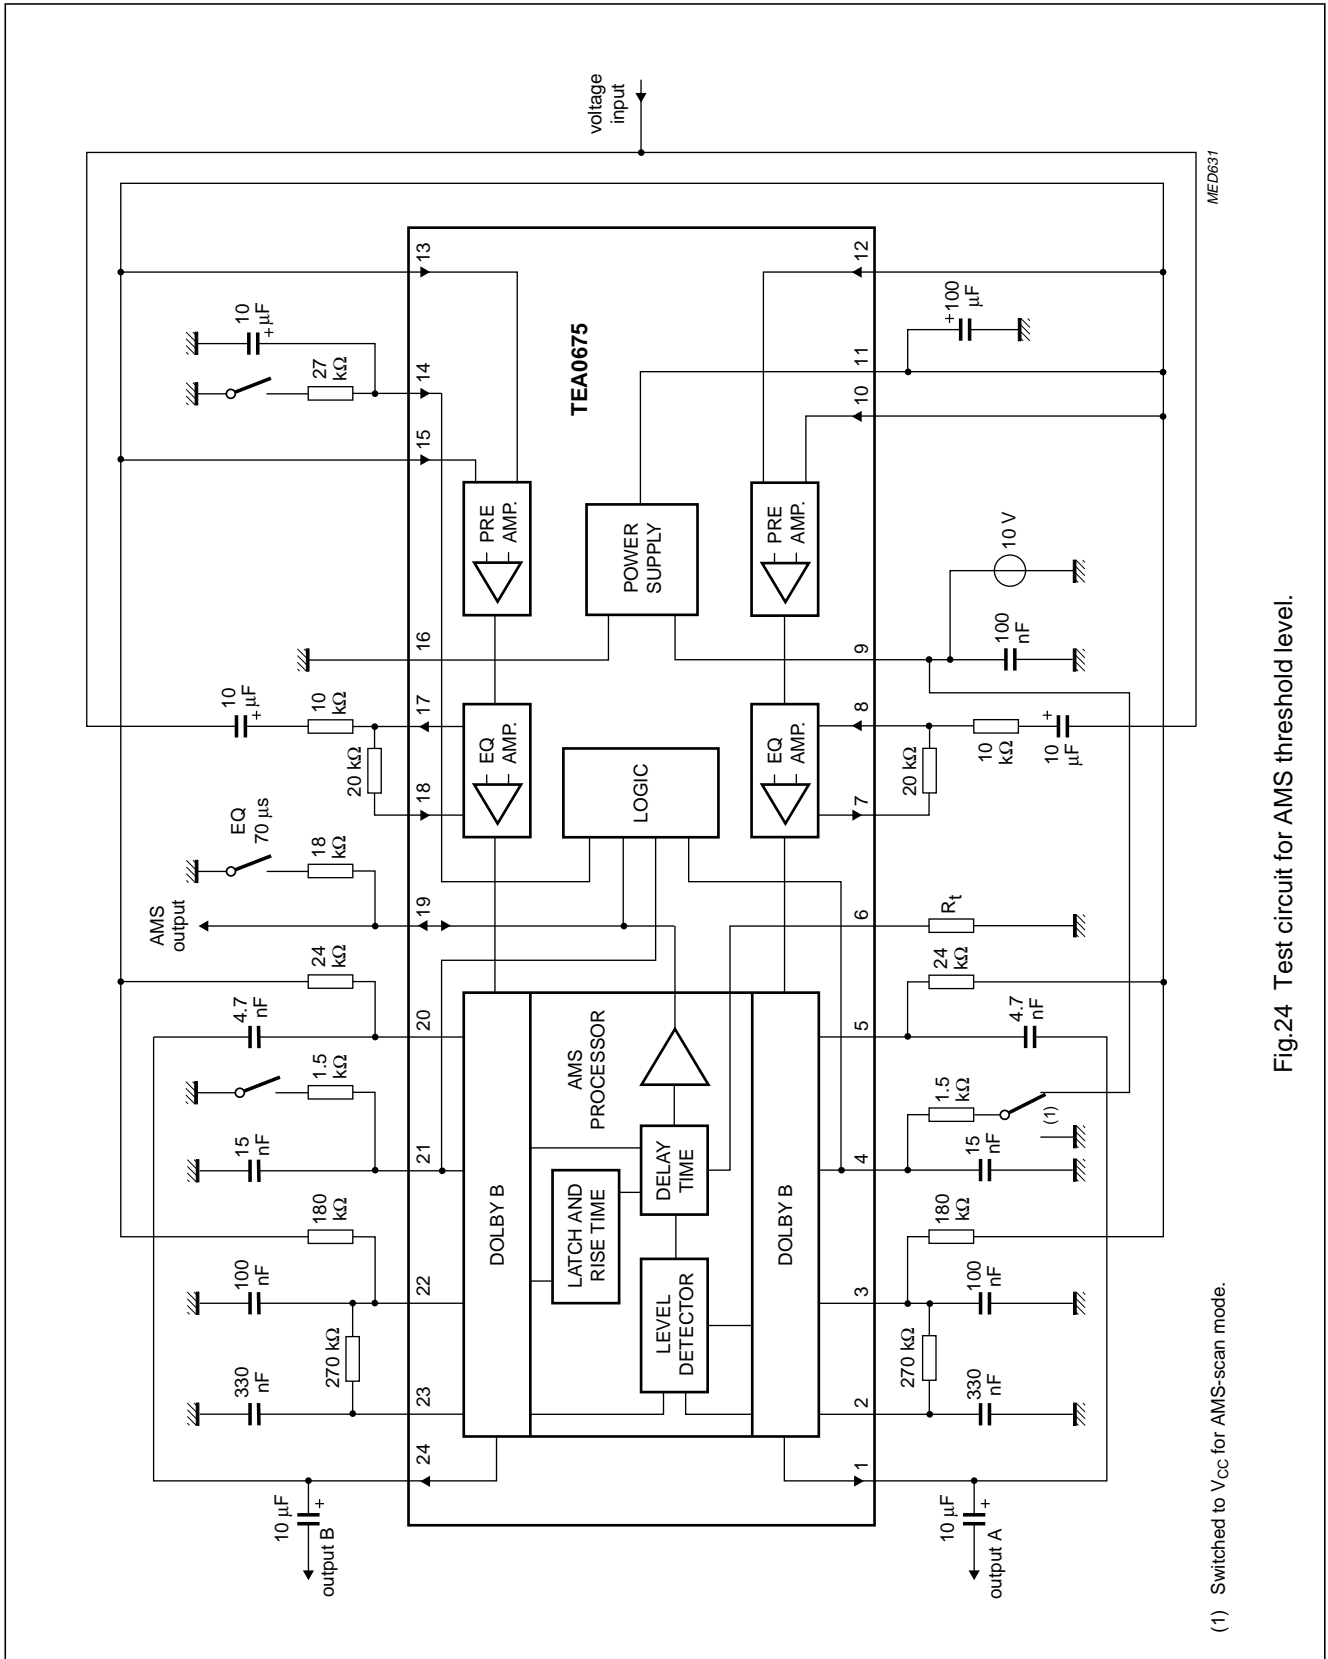 voltage
input
MED631
TEA0675
13
14
15
16
17
18
19
20
21
22
23
24
12
11
10
9
8
7
6
5
4
3
2
1
10
µF
+
27
kΩ
10
µF
+
10
kΩ
20 kΩ
EQ
70 µs
18
kΩ
AMS
output
24
kΩ
4.7
nF
1.5
kΩ
15
nF
180
kΩ
100
nF
270 kΩ
330
nF
10 µF
+
output B
PRE
AMP.
EQ
AMP.
POWER
SUPPLY
LOGIC
PRE
AMP.
EQ
AMP.
DOLBY B
AMS
PROCESSOR
LATCH AND
RISE TIME
DELAY
TIME
LEVEL
DETECTOR
DOLBY B
+100
µF
10 V
100
nF
10
kΩ
+
10
µF
20 kΩ
Rt
24
kΩ
4.7
nF
1.5
kΩ
(1)
15
nF
180
kΩ
100
nF
270 kΩ
330
nF
10 µF
+
output A
(1) Switched to VCC for AMS-scan mode.
Fig.24 Test circuit for AMS threshold level.